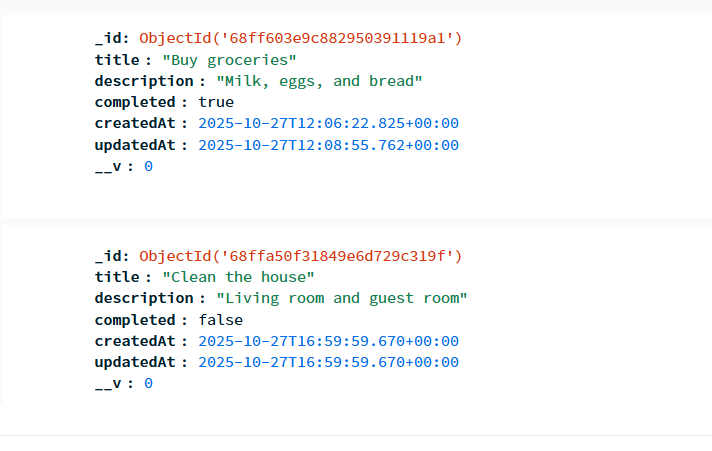 _id: ObjectId('68ff603e9c882950391119a1')
title : "Buy groceries"
description : "Milk, eggs, and bread"
completed : true
createdAt : 2025-10-27T12:06:22.825+00:00
updatedAt : 2025-10-27T12:08:55.762+00:00
__v : 0
_id: ObjectId('68ffa50f31849e6d729c319f')
title : "Clean the house"
description : "Living room and guest room"
completed : false
createdAt : 2025-10-27T16:59:59.670+00:00
updatedAt : 2025-10-27T16:59:59.670+00:00
__v : 0